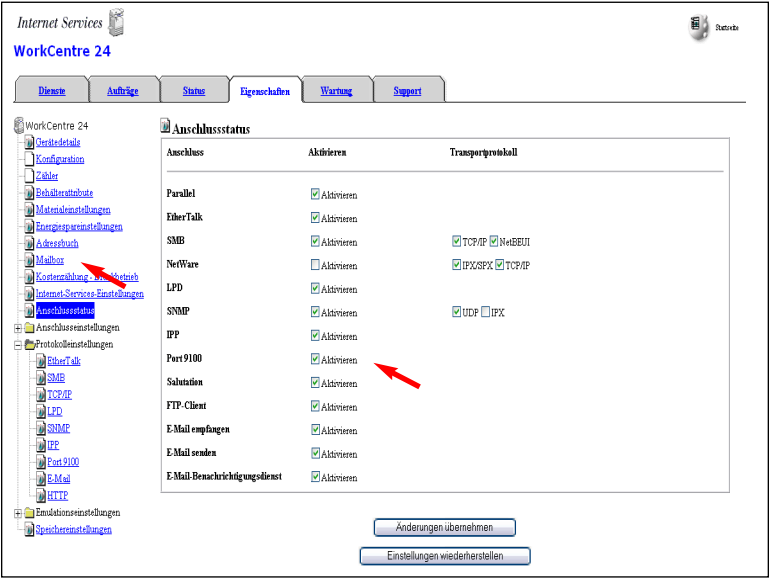 Internet Services
Startseite
WorkCentre 24
Dienste Aufträge Status Eigenschaften Wartung Support
WorkCentre 24
Gerätedetails
Konfiguration
Zähler
Behälterattribute
Materialeinstellungen
Energiespareinstellungen
Adressbuch
Mailbox
Kostenzählung - betrieb
Internet-Services-Einstellungen
Anschlussstatus
Anschlusseinstellungen
Protokolleinstellungen
EtherTalk
SMB
TCP/IP
LPD
SNMP
IPP
Port 9100
E-Mail
HTTP
Emulationseinstellungen
Speichereinstellungen
Anschlussstatus
Anschluss Aktivieren Transportprotokoll
Parallel Aktivieren
EtherTalk Aktivieren
SMB Aktivieren TCP/IP NetBEUI
NetWare Aktivieren IPX/SPX TCP/IP
LPD Aktivieren
SNMP Aktivieren UDP IPX
IPP Aktivieren
Port 9100 Aktivieren
Salutation Aktivieren
FTP-Client Aktivieren
E-Mail empfangen Aktivieren
E-Mail senden Aktivieren
E-Mail-Benachrichtigungsdienst Aktivieren
Änderungen übernehmen
Einstellungen wiederherstellen